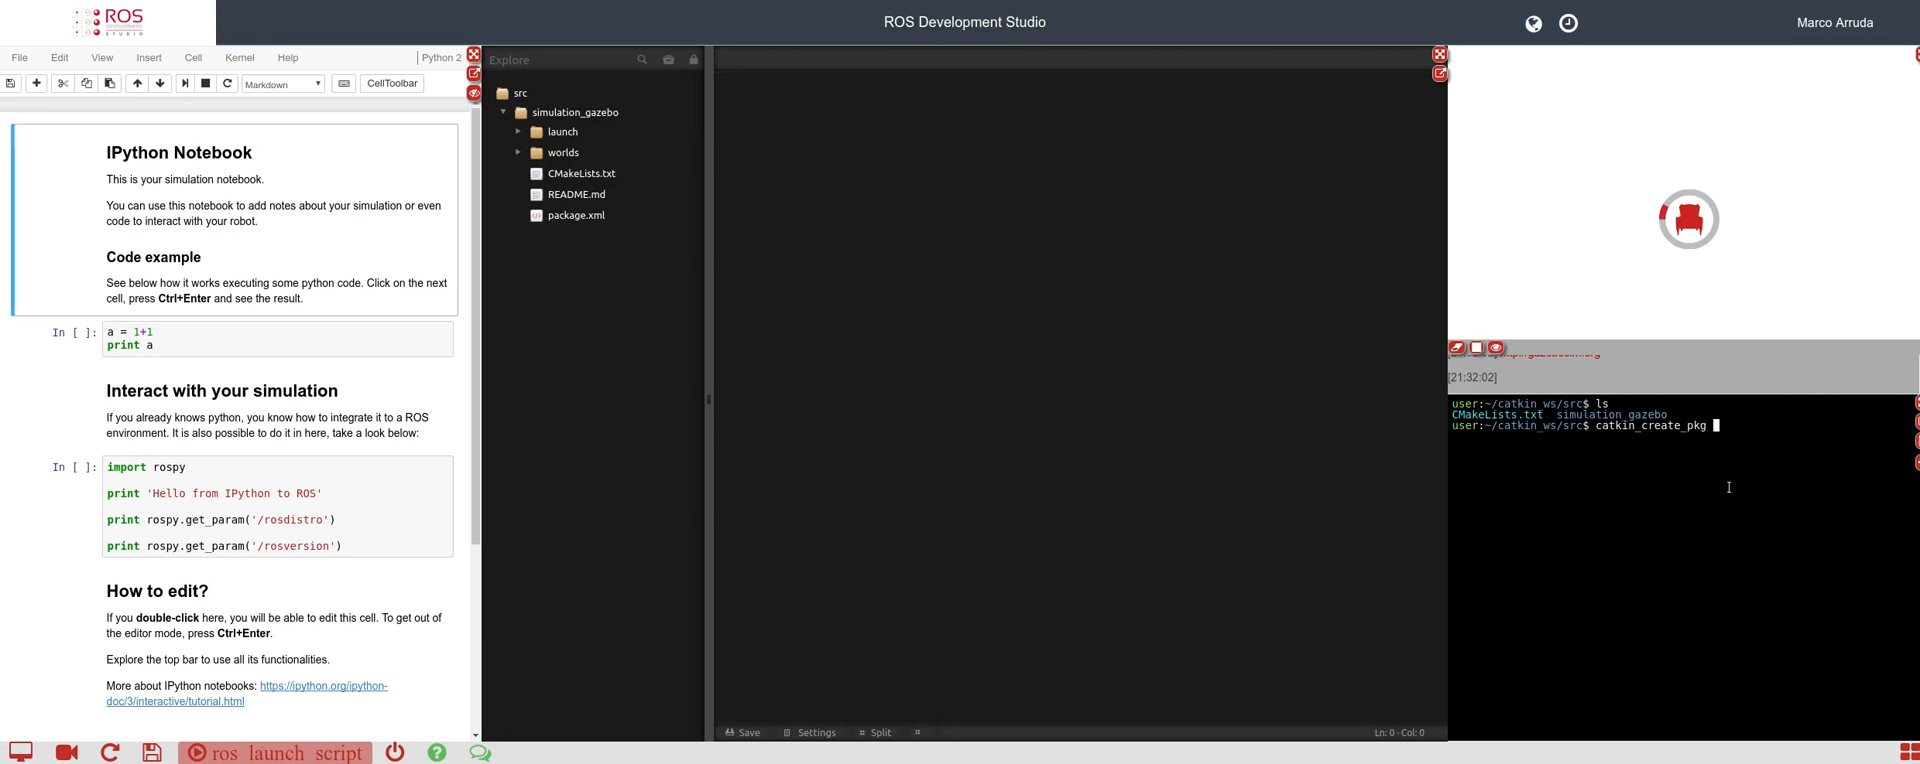 ROS
DEVELOPMENT
STUDIO
ROS Development Studio
Marco Arruda
File Edit View Insert Cell Kernel Help Python 2
Markdown CellToolbar
IPython Notebook
This is your simulation notebook.
You can use this notebook to add notes about your simulation or even
code to interact with your robot.
Code example
See below how it works executing some python code. Click on the next
cell, press Ctrl+Enter and see the result.
In [ ]: a = 1+1
print a
Interact with your simulation
If you already knows python, you know how to integrate it to a ROS
environment. It is also possible to do it in here, take a look below:
In [ ]: import rospy
print 'Hello from IPython to ROS'
print rospy.get_param('/rosdistro')
print rospy.get_param('/rosversion')
How to edit?
If you double-click here, you will be able to edit this cell. To get out of
the editor mode, press Ctrl+Enter.
Explore the top bar to use all its functionalities.
More about IPython notebooks: https://ipython.org/ipython-
doc/3/interactive/tutorial.html
Explore
src
simulation_gazebo
launch
worlds
CMakeLists.txt
README.md
package.xml
Save Settings Split Ln: 0 - Col: 0
[21:32:02]
user:~/catkin_ws/src$ ls
CMakeLists.txt simulation_gazebo
user:~/catkin_ws/src$ catkin_create_pkg
ros launch script